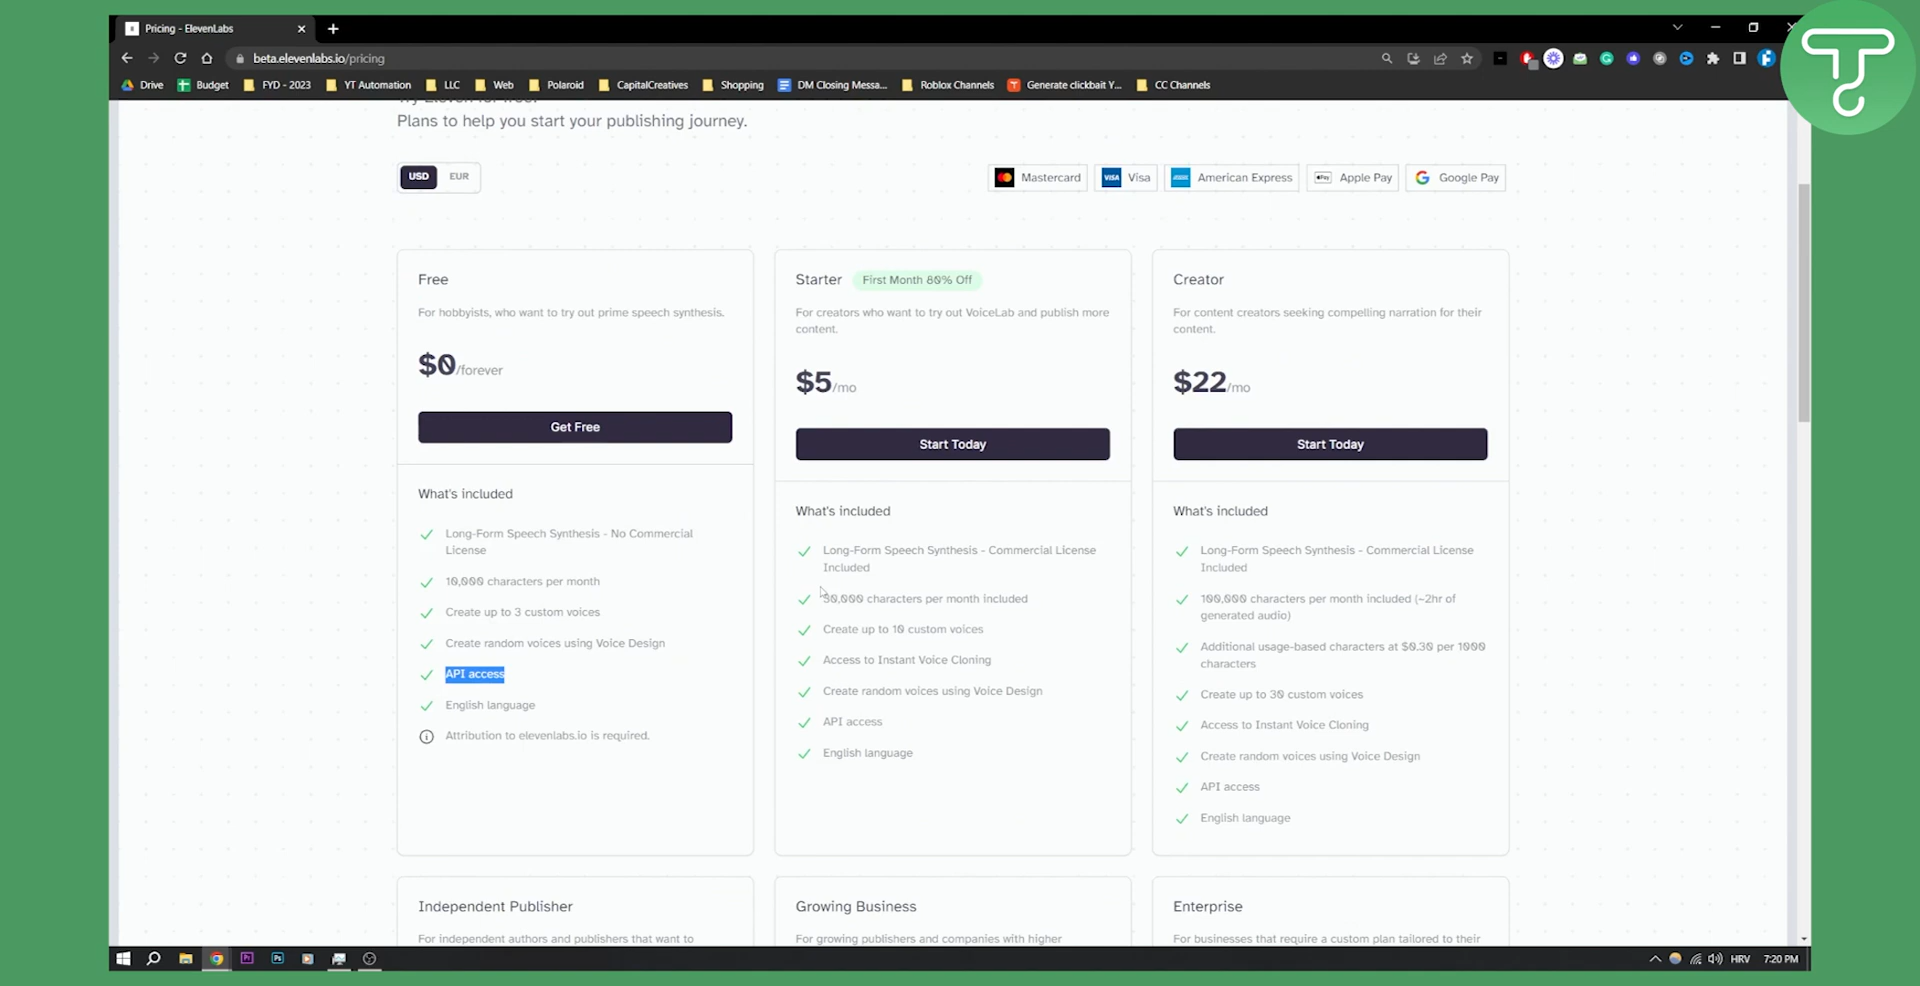 Pricing - ElevenLabs
beta.elevenlabs.io/pricing
Drive Budget FYD - 2023 YT Automation LLC Web Polaroid CapitalCreatives Shopping DM Closing Messa... Roblox Channels Generate clickbait Y... CC Channels
Try Eleven for free.
Plans to help you start your publishing journey.
USD EUR Mastercard VISA Visa American Express Apple Pay Google Pay
Free
For hobbyists, who want to try out prime speech synthesis.
$0/forever
Get Free
What's included
Long-Form Speech Synthesis - No Commercial
License
10,000 characters per month
Create up to 3 custom voices
Create random voices using Voice Design
API access
English language
Attribution to elevenlabs.io is required.
Starter First Month 80% Off
For creators who want to try out VoiceLab and publish more
content.
$5/mo
Start Today
What's included
Long-Form Speech Synthesis - Commercial License
Included
30,000 characters per month included
Create up to 10 custom voices
Access to Instant Voice Cloning
Create random voices using Voice Design
API access
English language
Creator
For content creators seeking compelling narration for their
content.
$22/mo
Start Today
What's included
Long-Form Speech Synthesis - Commercial License
Included
100,000 characters per month included (~2hr of
generated audio)
Additional usage-based characters at $0.30 per 1000
characters
Create up to 30 custom voices
Access to Instant Voice Cloning
Create random voices using Voice Design
API access
English language
Independent Publisher
For independent authors and publishers that want to
Growing Business
For growing publishers and companies with higher
Enterprise
For businesses that require a custom plan tailored to their
HRV 7:20 PM